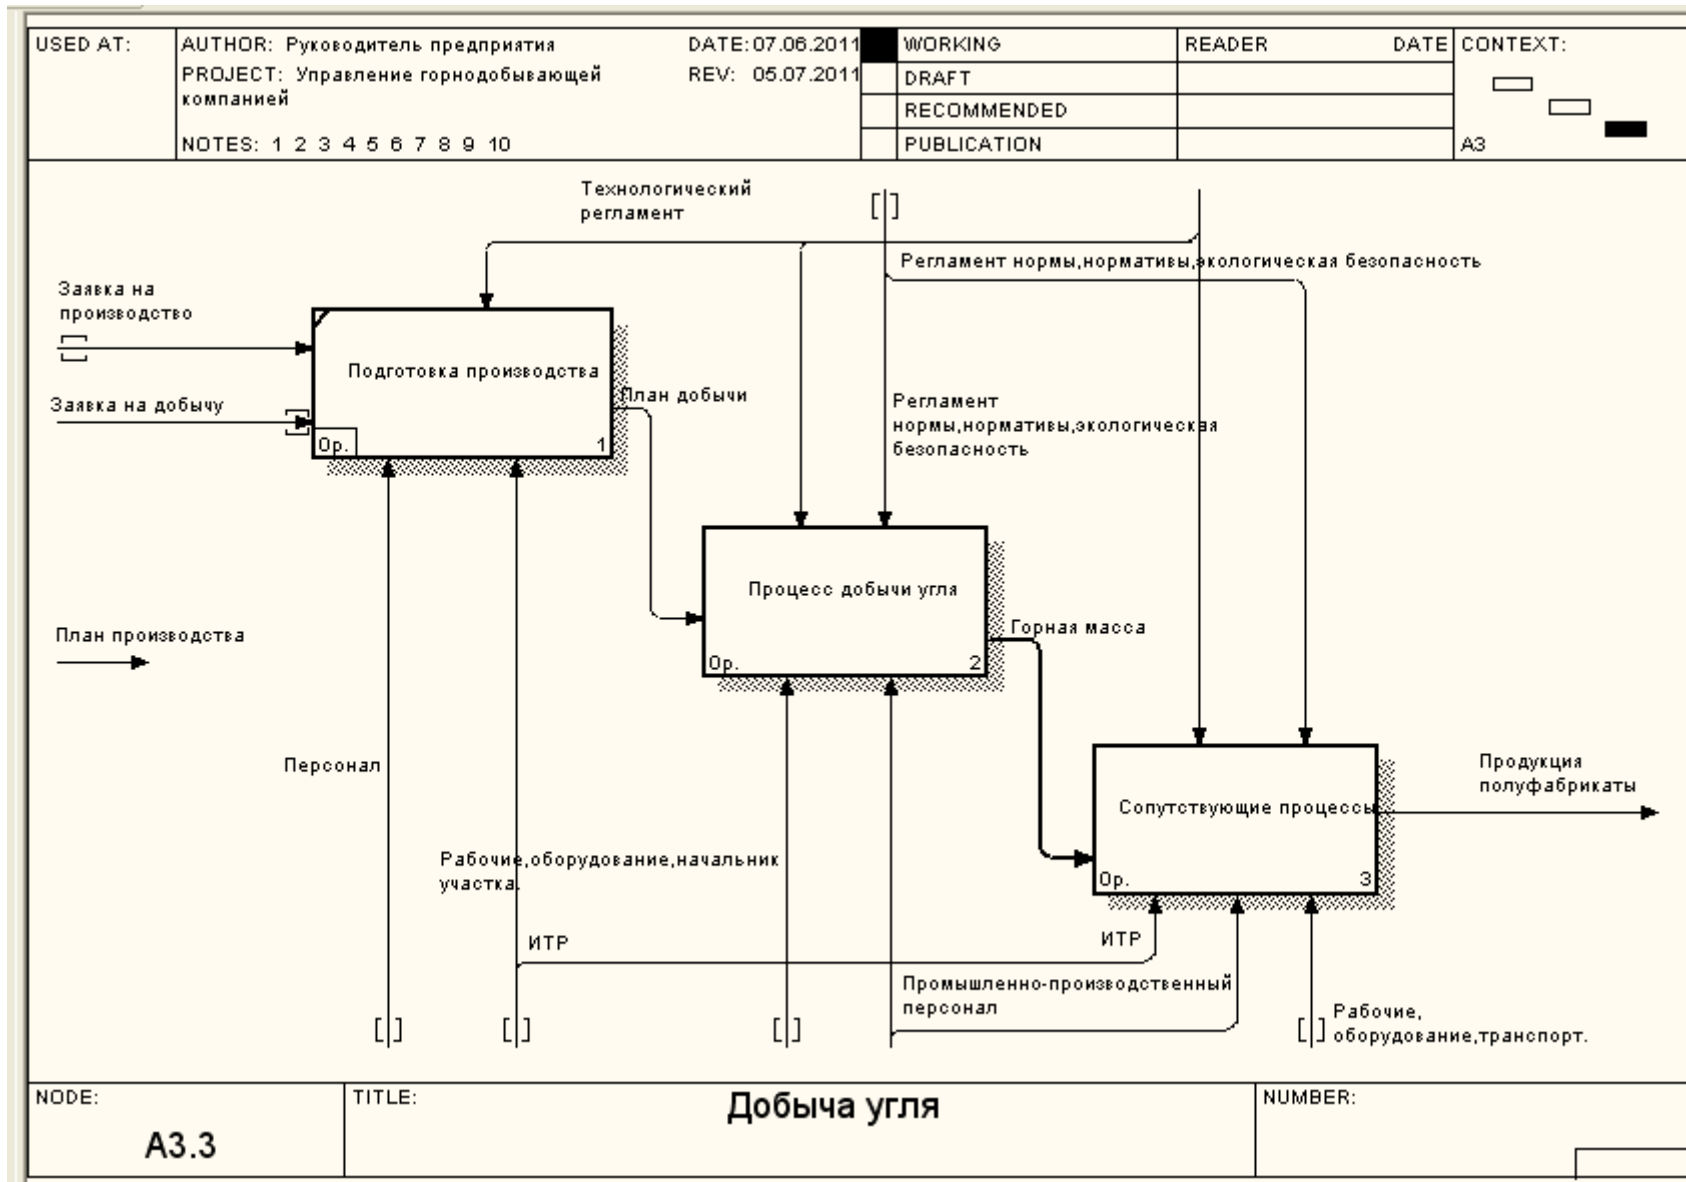 USED AT:
AUTHOR: Руководитель предприятия
DATE: 07.06.2011
PROJECT: Управление горнодобывающей
компанией
REV: 05.07.2011
NOTES: 1 2 3 4 5 6 7 8 9 10
WORKING
DRAFT
RECOMMENDED
PUBLICATION
READER DATE
CONTEXT:
A3
Технологический
регламент
Регламент нормы,нормативы,экологическая безопасность
Заявка на
производство
Подготовка производства
План добычи
Заявка на добычу
0р. 1
Регламент
нормы,нормативы,экологическая
безопасность
Процесс добычи угля
План производства
Горная масса
0р. 2
Персонал
Продукция
полуфабрикаты
Сопутствующие процессы
Рабочие,оборудование,начальник
участка.
0р. 3
ИТР
ИТР
Промышленно-производственный
персонал
Рабочие,
оборудование,транспорт.
NODE:
TITLE:
NUMBER:
A3.3
Добыча угля